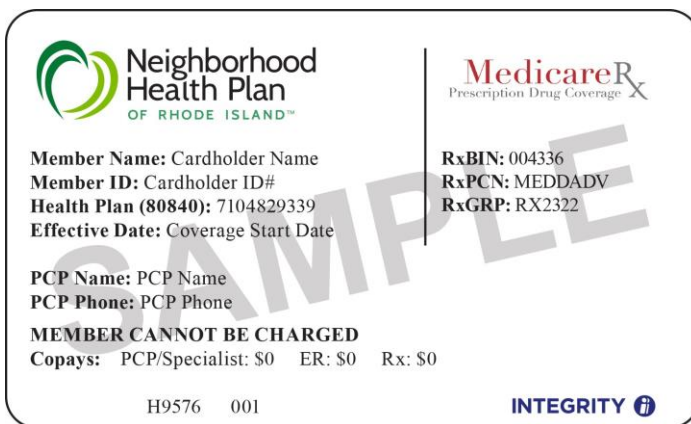 Neighborhood
Health Plan
OF RHODE ISLAND™
MedicareRx
Prescription Drug Coverage
Member Name: Cardholder Name
Member ID: Cardholder ID#
Health Plan (80840): 7104829339
Effective Date: Coverage Start Date
RxBIN: 004336
RxPCN: MEDDADV
RxGRP: RX2322
SAMPLE
PCP Name: PCP Name
PCP Phone: PCP Phone
MEMBER CANNOT BE CHARGED
Copays: PCP/Specialist: $0 ER: $0 Rx: $0
H9576 001
INTEGRITY i